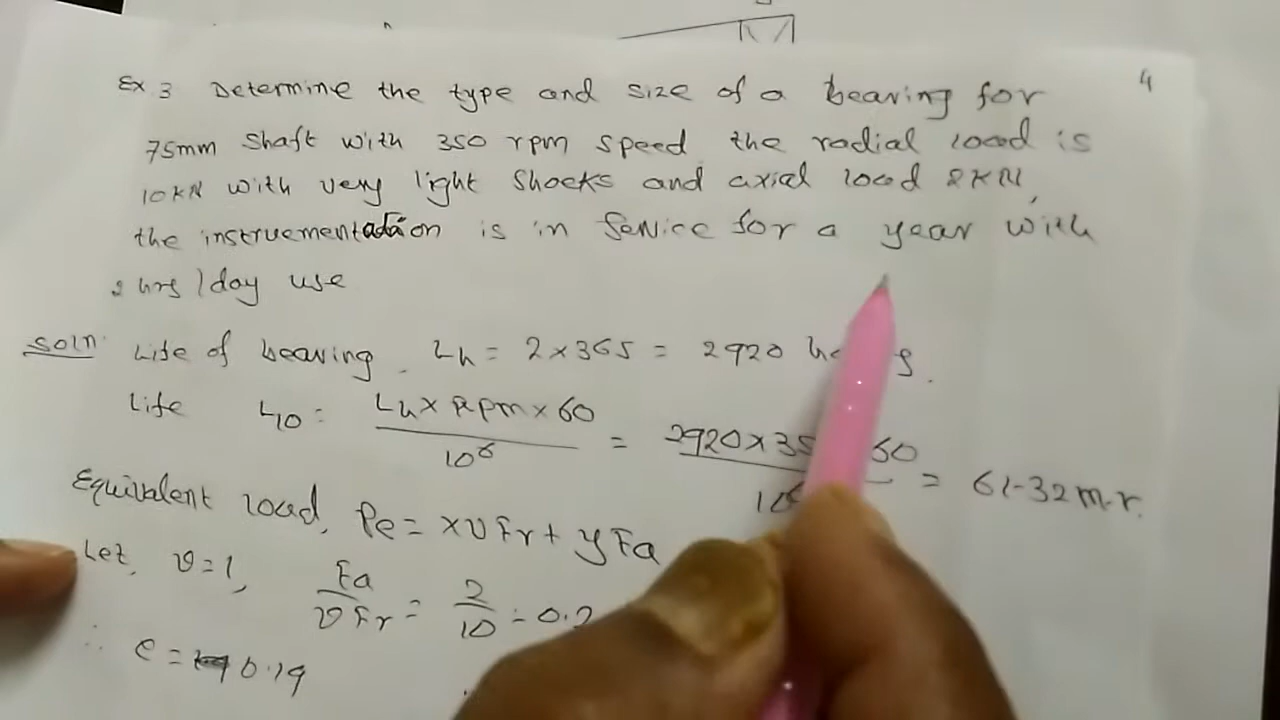 4
Ex 3 Determine the type and size of a bearing for
75mm shaft with 350 rpm speed the radial load is
10kN with very light shocks and axial load 2KN,
the instruementation is in service for a year with
2 hrs/day use
Soln. Life of bearing. Lh = 2×365 = 2920
Life L10 = Lh × Rpm × 60 / 10^6 = 2920 × 60 / = 61.32 m.r.
Equivalent load, Pe = XVFr + yFa
Let, V=1, Fa / VFr = 2 / 10 = 0.2
∴ e = 0.19